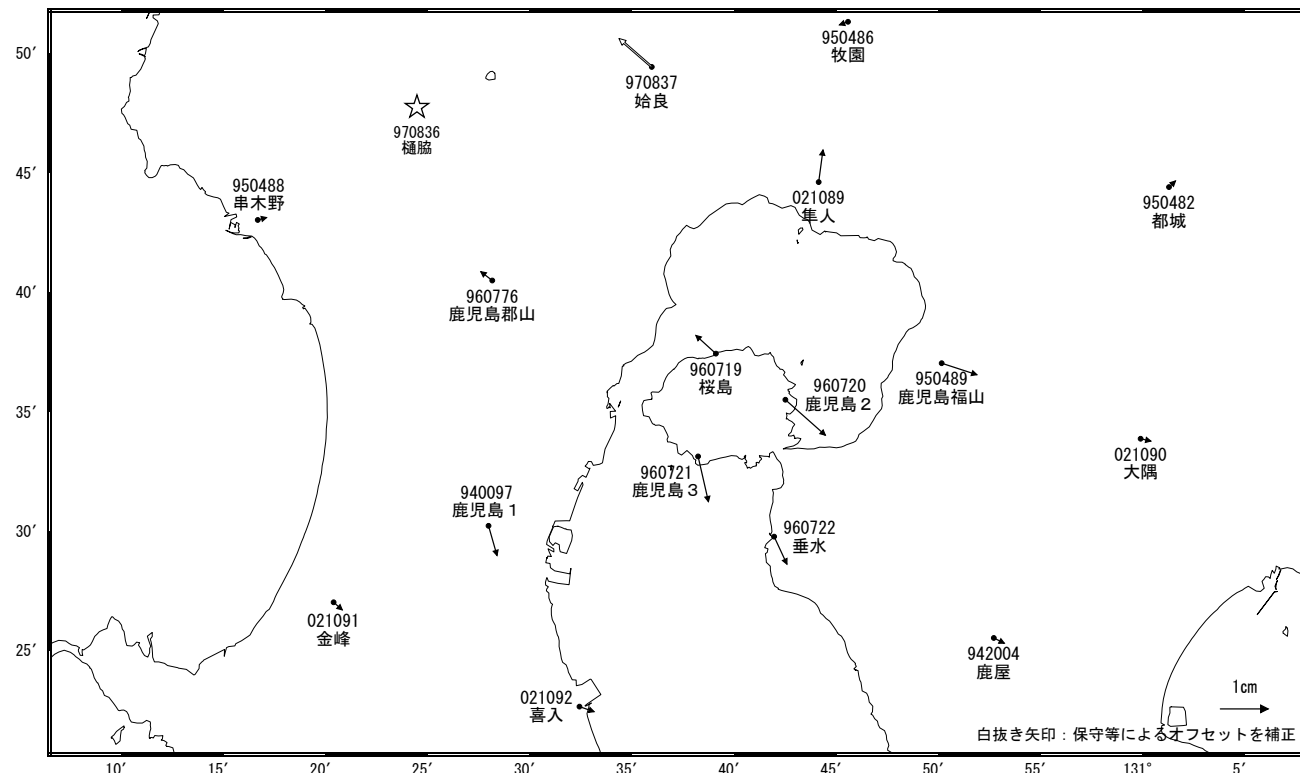 50′
45′
40′
35′
30′
25′
950486
牧園
970837
姶良
970836
樋脇
950488
串木野
021089
隼人
950482
都城
960776
鹿児島郡山
960719
桜島
960720
鹿児島２
950489
鹿児島福山
021090
大隅
960721
鹿児島３
940097
鹿児島１
960722
垂水
021091
金峰
942004
鹿屋
021092
喜入
1cm
白抜き矢印：保守等によるオフセットを補正
10′ 15′ 20′ 25′ 30′ 35′ 40′ 45′ 50′ 55′ 131° 5′